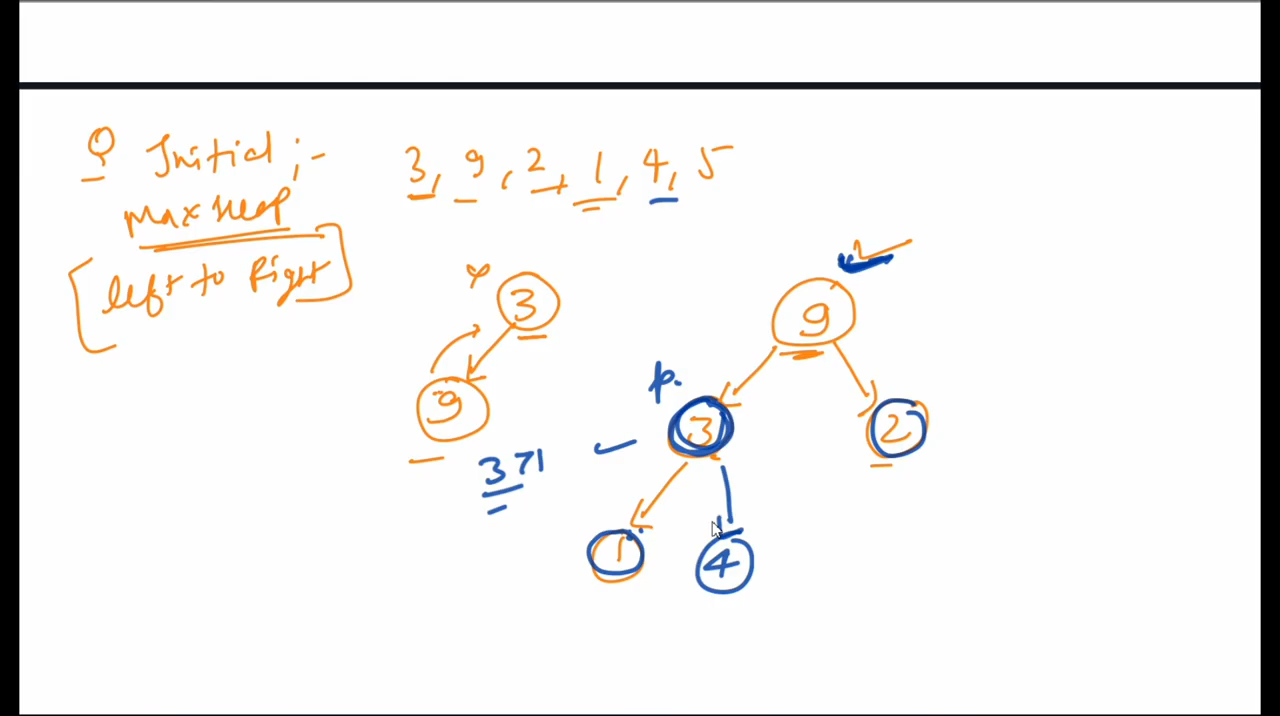 Q Initial ;- 3, 9, 2, 1, 4, 5
Max Heap
[left to Right]
3
9
9
p.
3
2
3>1
1
4